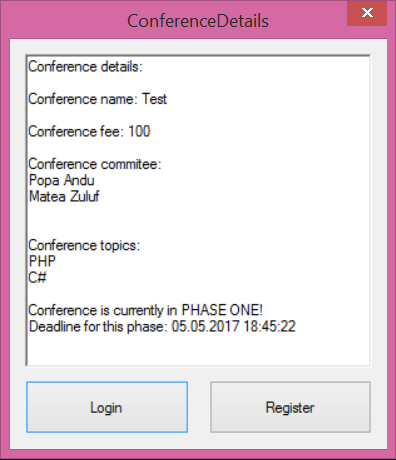 ConferenceDetails
Conference details:
Conference name: Test
Conference fee: 100
Conference commitee:
Popa Andu
Matea Zuluf
Conference topics:
PHP
C#
Conference is currently in PHASE ONE!
Deadline for this phase: 05.05.2017 18:45:22
Login
Register